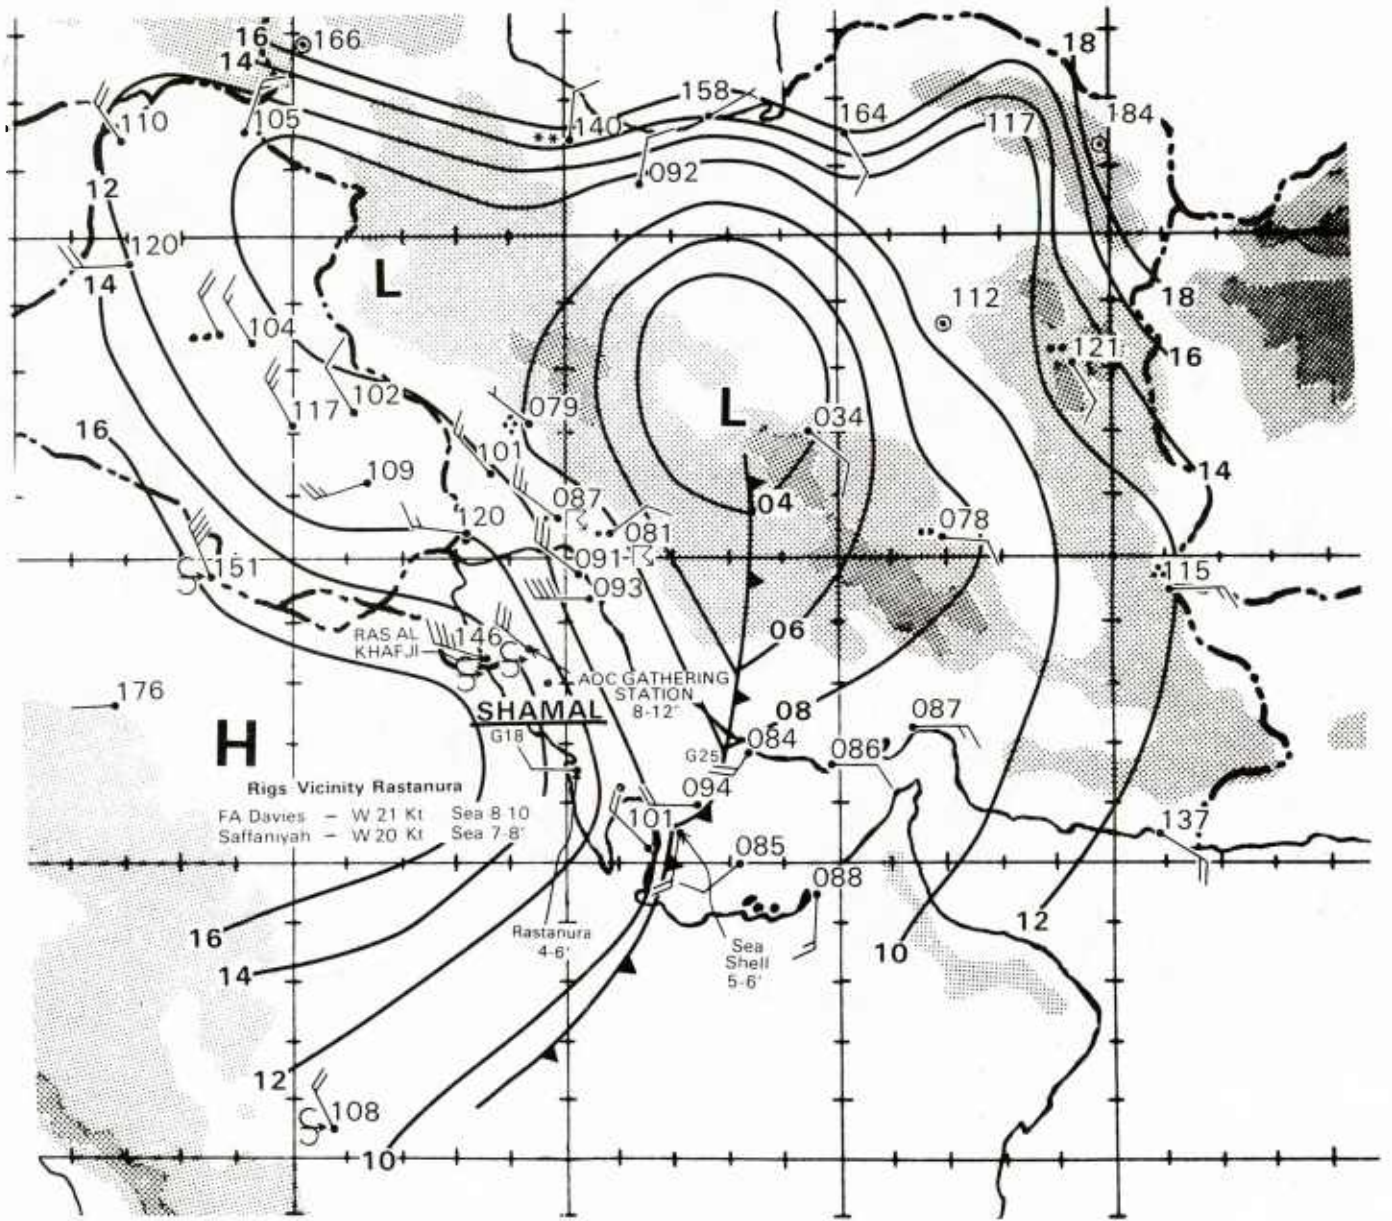 16 166
14
18
158
184
110
105
140
164
117
092
12
120
14
L
18
112
104
121
16
102
117
079
L
034
16
101
14
109
087
04
120
081
078
091
151
093
115
S
146
RAS AL
KHAFJI
06
S
S
AOC GATHERING
STATION
8-12'
176
SHAMAL
08
087
G18
H
G25
084
086
Rigs Vicinity Rastanura
094
FA Davies – W 21 Kt Sea 8 10
Saffaniyah – W 20 Kt Sea 7-8'
101
137
085
088
16
Rastanura
4-6'
Sea
Shell
5-6'
12
10
14
12
108
S
10